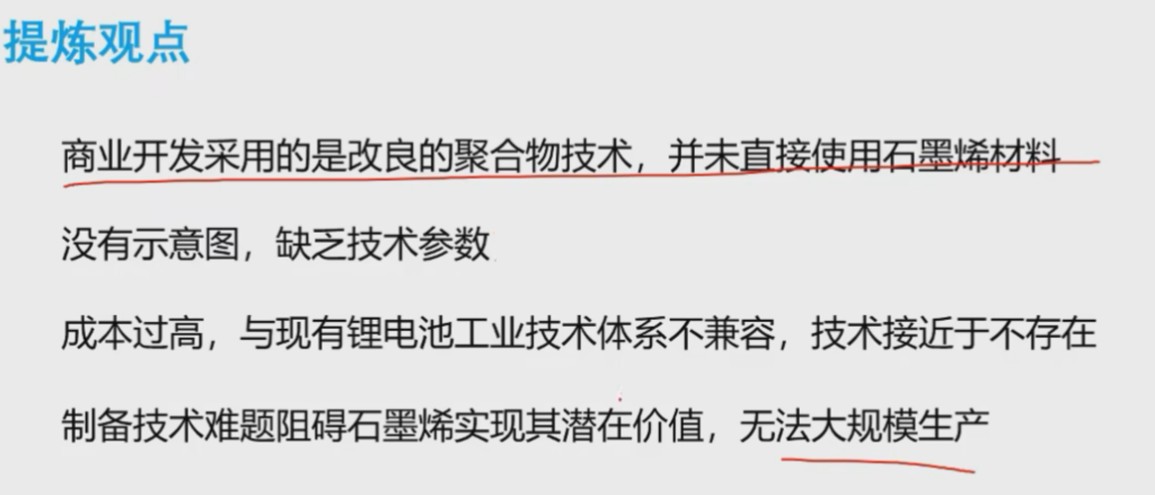 提炼观点
商业开发采用的是改良的聚合物技术，并未直接使用石墨烯材料
没有示意图，缺乏技术参数
成本过高，与现有锂电池工业技术体系不兼容，技术接近于不存在
制备技术难题阻碍石墨烯实现其潜在价值，无法大规模生产